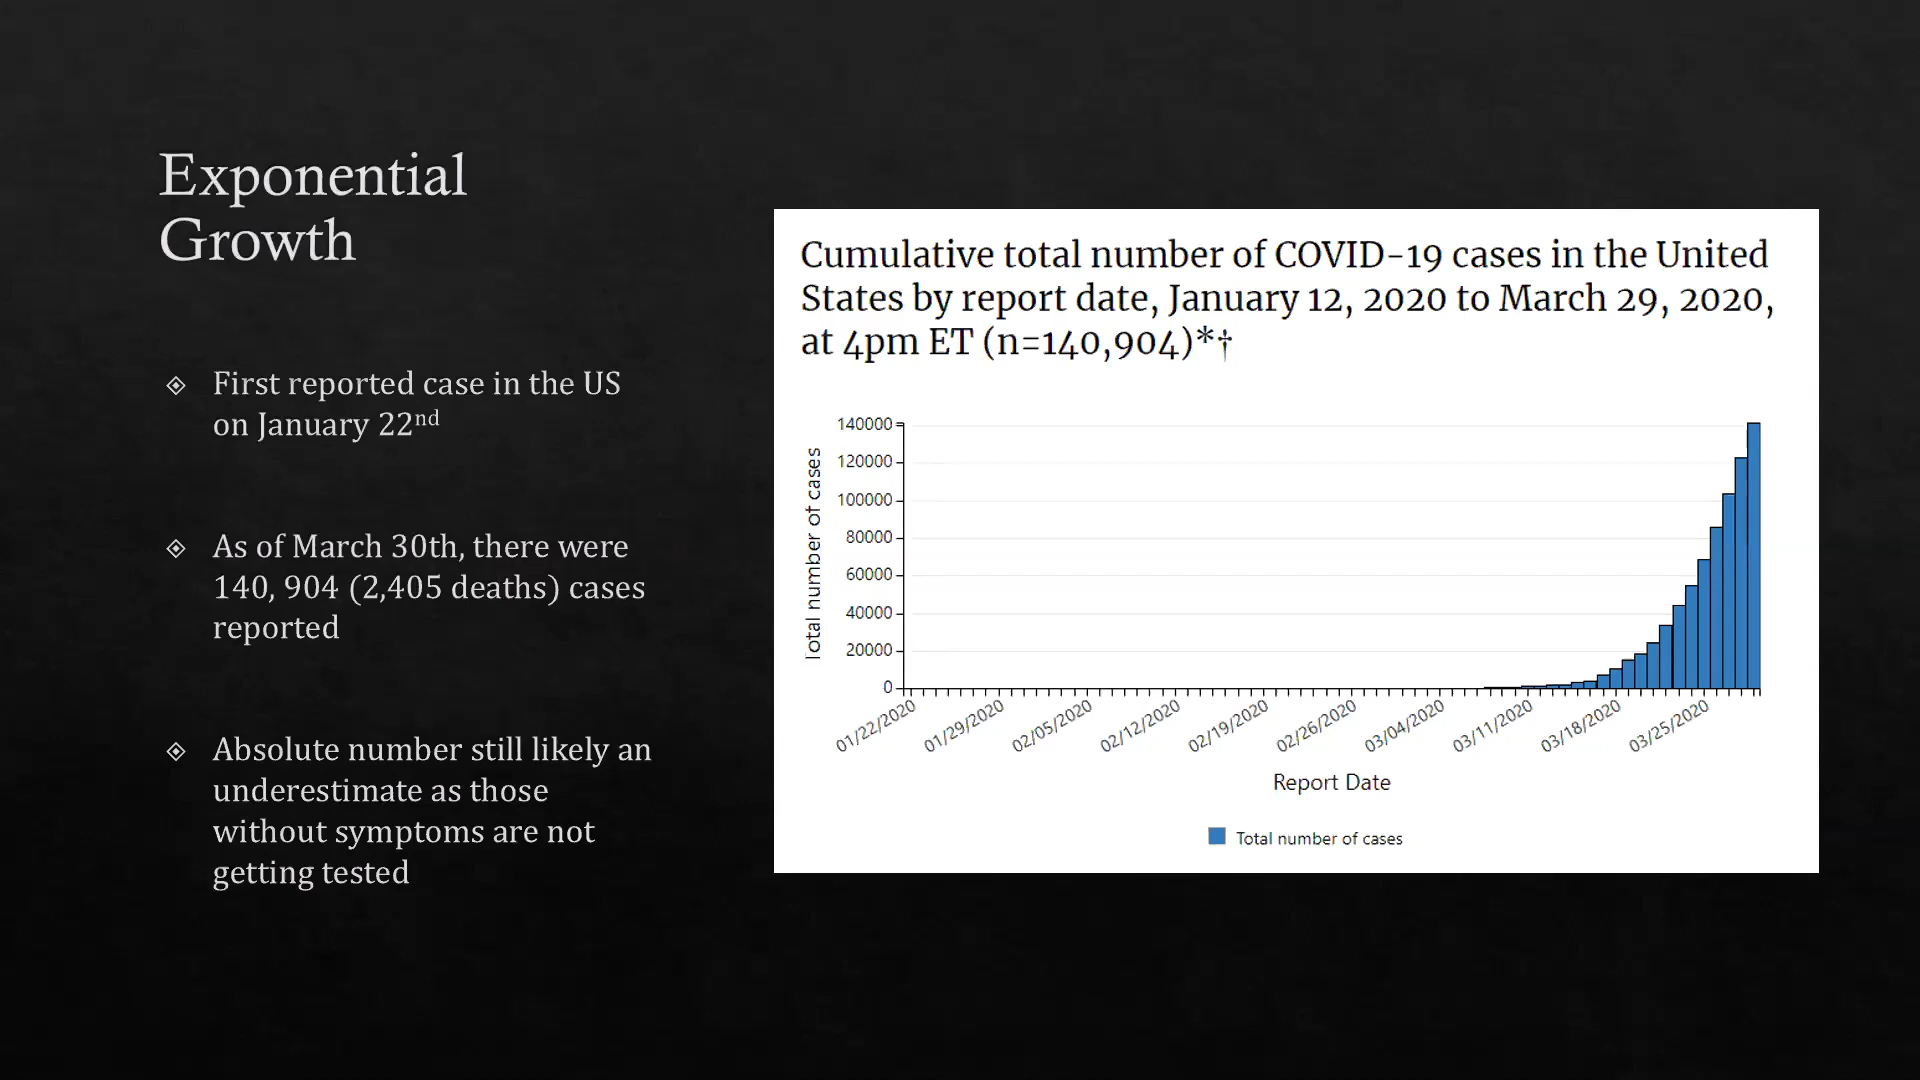 Exponential
Growth
First reported case in the US
on January 22nd
As of March 30th, there were
140, 904 (2,405 deaths) cases
reported
Absolute number still likely an
underestimate as those
without symptoms are not
getting tested
Cumulative total number of COVID-19 cases in the United
States by report date, January 12, 2020 to March 29, 2020,
at 4pm ET (n=140,904)*†
Total number of cases
140000
120000
100000
80000
60000
40000
20000
0
01/22/2020
01/29/2020
02/05/2020
02/12/2020
02/19/2020
02/26/2020
03/04/2020
03/11/2020
03/18/2020
03/25/2020
Report Date
Total number of cases